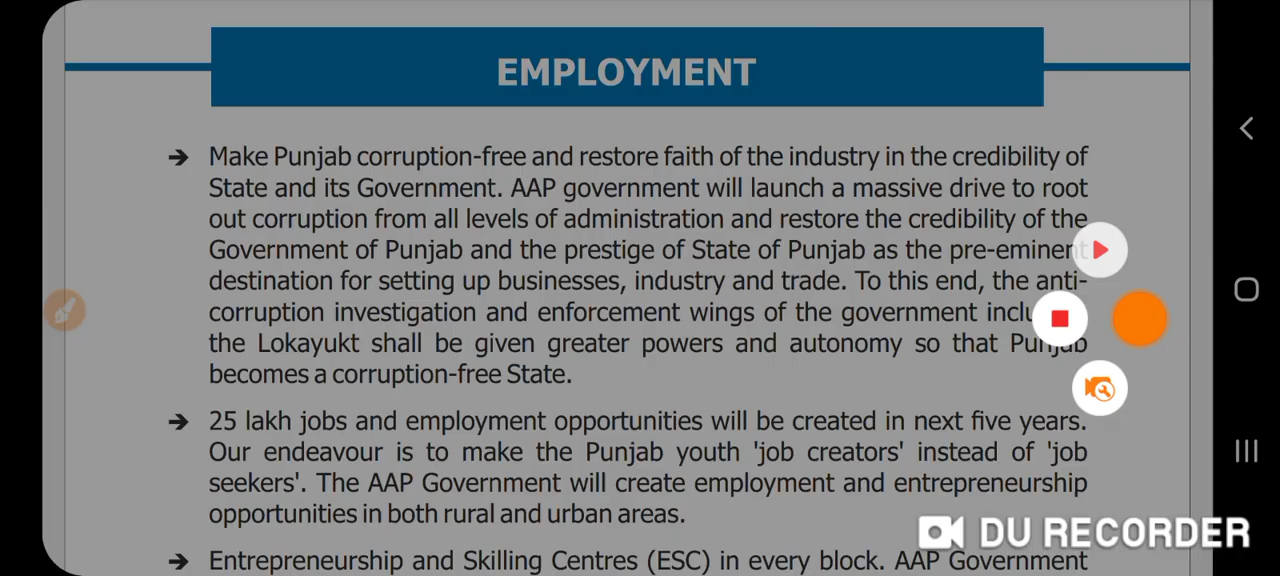 EMPLOYMENT
➔ Make Punjab corruption-free and restore faith of the industry in the credibility of
State and its Government. AAP government will launch a massive drive to root
out corruption from all levels of administration and restore the credibility of the
Government of Punjab and the prestige of State of Punjab as the pre-eminent
destination for setting up businesses, industry and trade. To this end, the anti-
corruption investigation and enforcement wings of the government
the Lokayukt shall be given greater powers and autonomy so that Punjab
becomes a corruption-free State.
➔ 25 lakh jobs and employment opportunities will be created in next five years.
Our endeavour is to make the Punjab youth 'job creators' instead of 'job
seekers'. The AAP Government will create employment and entrepreneurship
opportunities in both rural and urban areas.
➔ Entrepreneurship and Skilling Centres (ESC) in every block. AAP Government
DU RECORDER